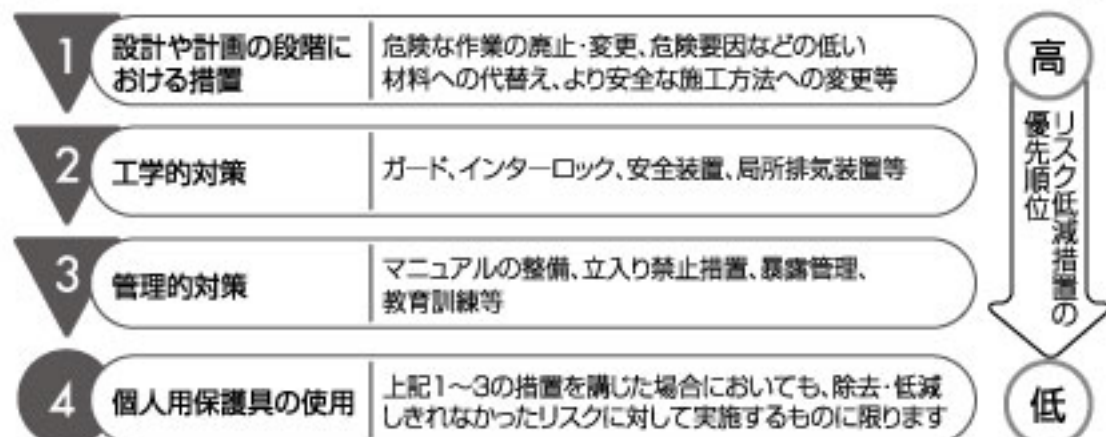 1
設計や計画の段階に
おける措置
危険な作業の廃止・変更、危険要因などの低い
材料への代替え、より安全な施工方法への変更等
2
工学的対策
ガード、インターロック、安全装置、局所排気装置等
3
管理的対策
マニュアルの整備、立入り禁止措置、暴露管理、
教育訓練等
4
個人用保護具の使用
上記1〜3の措置を講じた場合においても、除去・低減
しきれなかったリスクに対して実施するものに限ります
高
リスク低減措置の
優先順位
低